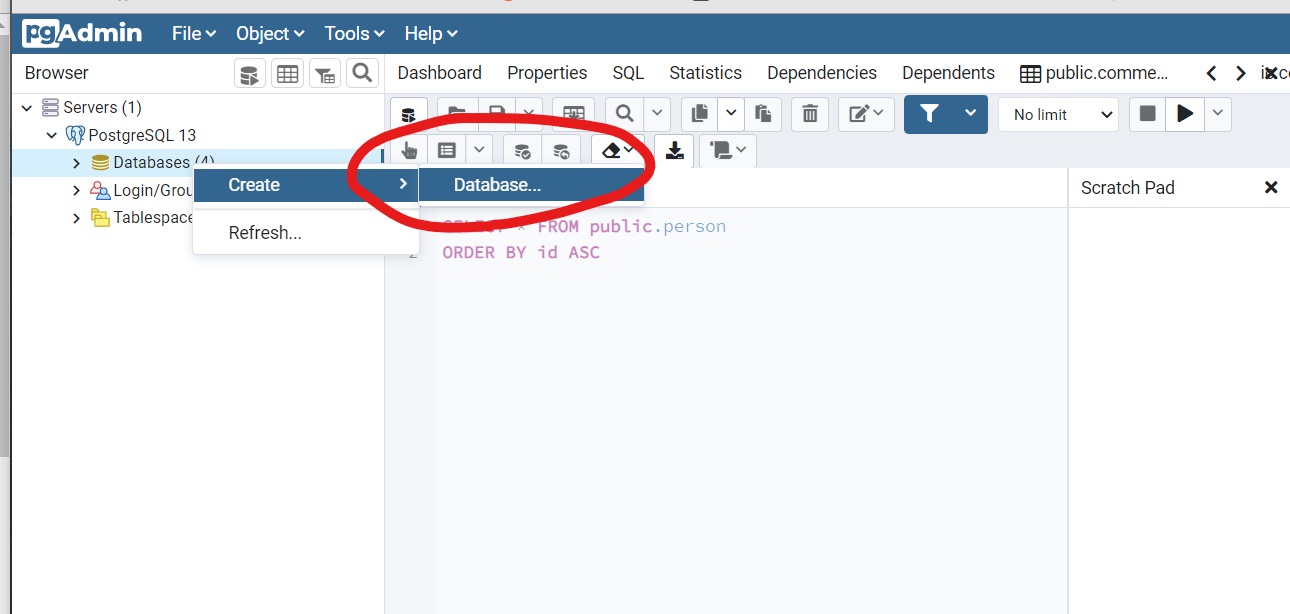 pgAdmin File Object Tools Help
Browser Dashboard Properties SQL Statistics Dependencies Dependents public.comme...
Servers (1)
PostgreSQL 13
No limit
Databases (4)
Create Database...
Login/Grou
Scratch Pad
Tablespace
Refresh...
SELECT * FROM public.person
2 ORDER BY id ASC